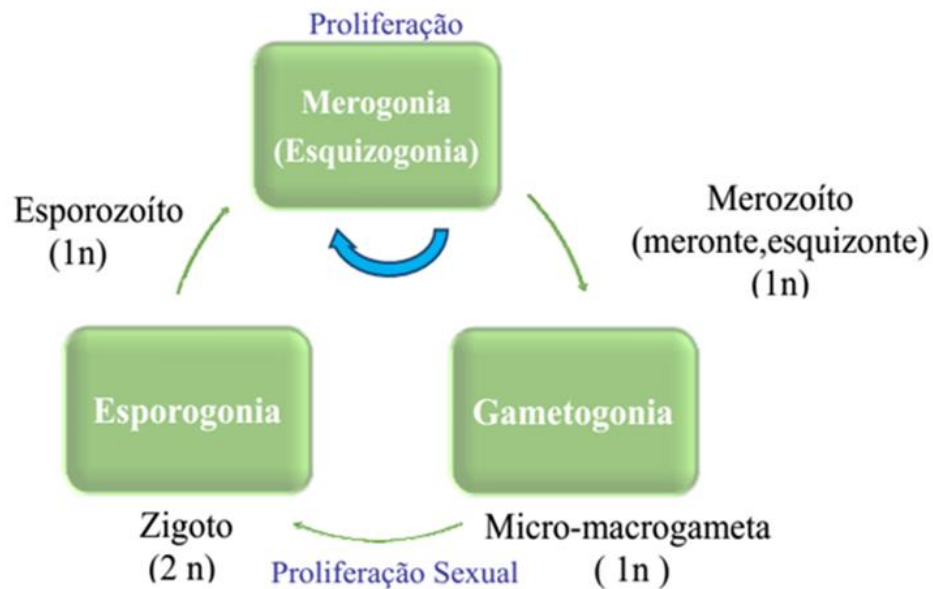 Proliferação
Merogonia
(Esquizogonia)
Esporozoíto
(1n)
Merozoíto
(meronte,esquizonte)
(1n)
Esporogonia
Gametogonia
Zigoto
(2 n)
Proliferação Sexual
Micro-macrogameta
( 1n )